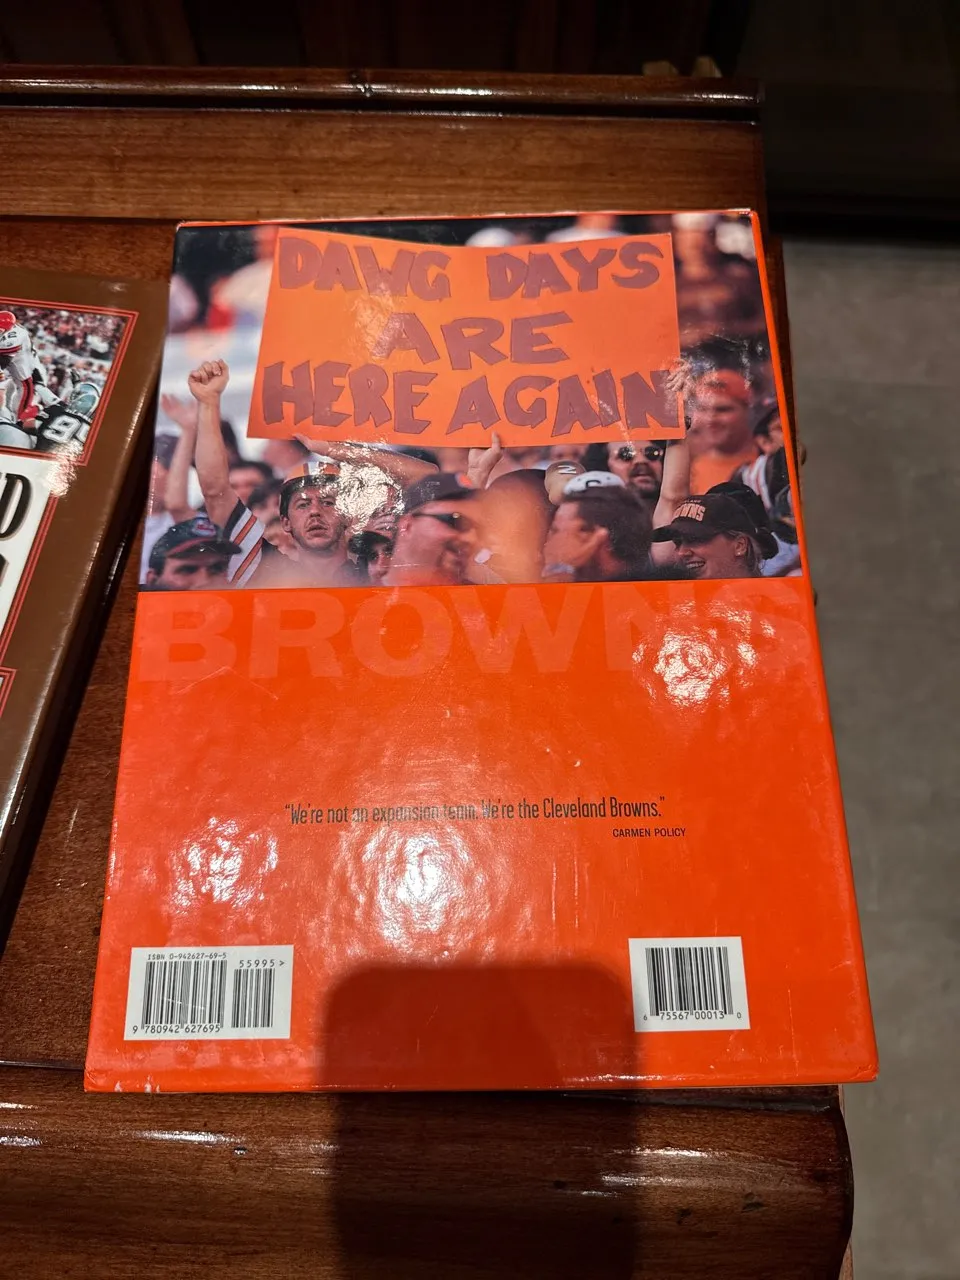 DAWG DAYS
ARE
HERE AGAIN
BROWNS
BROWNS
"We're not an expansion team. We're the Cleveland Browns."
CARMEN POLICY
ISBN 0-942627-69-5
55995 >
9 780942 627695
6 75567 00013 0